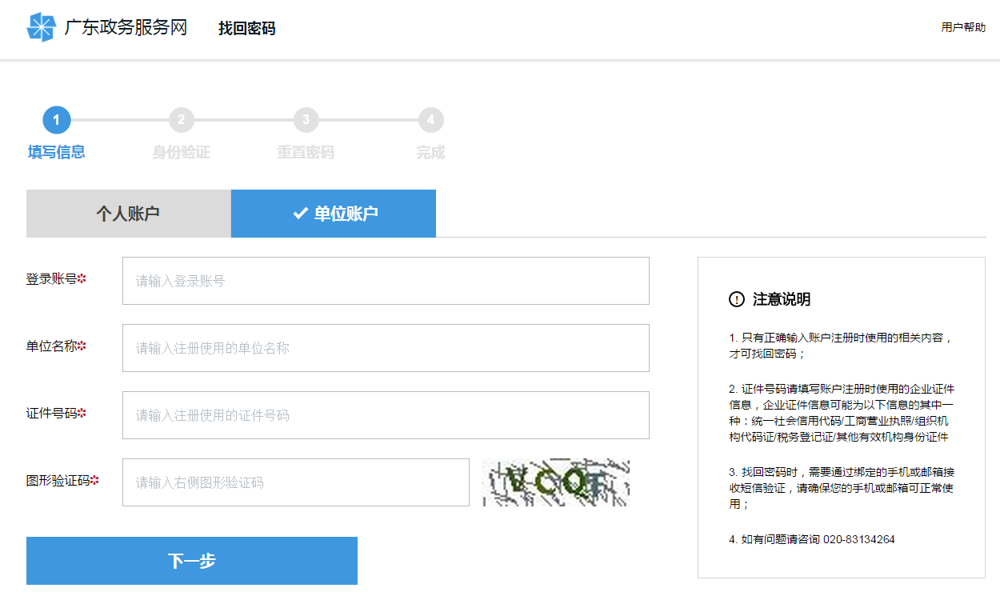 广东政务服务网 找回密码 用户帮助
1 2 3 4
填写信息 身份验证 重置密码 完成
个人账户 单位账户
登录账号* 请输入登录账号
单位名称* 请输入注册使用的单位名称
证件号码* 请输入注册使用的证件号码
图形验证码* 请输入右侧图形验证码
下一步
注意说明
1. 只有正确输入账户注册时使用的相关内容，
才可找回密码；
2. 证件号码请填写账户注册时使用的企业证件
信息，企业证件信息可能为以下信息的其中一
种：统一社会信用代码/工商营业执照/组织机
构代码证/税务登记证/其他有效机构身份证件
3. 找回密码时，需要通过绑定的手机或邮箱接
收短信验证，请确保您的手机或邮箱可正常使
用；
4. 如有问题请咨询 020-83134264